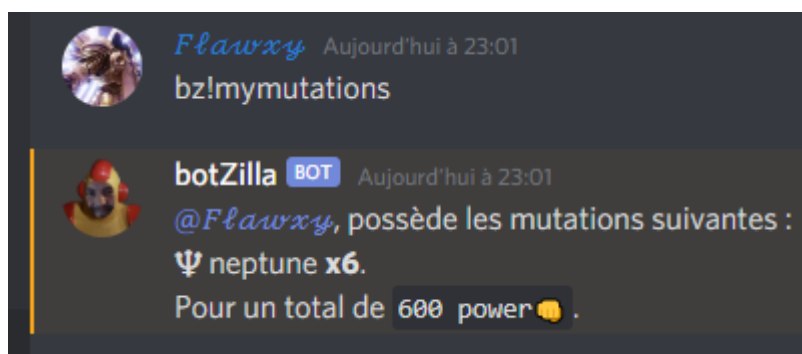 𝓕𝓵𝓪𝔀𝔁𝔂 Aujourd'hui à 23:01
bz!mymutations
botZilla BOT Aujourd'hui à 23:01
@𝓕𝓵𝓪𝔀𝔁𝔂, possède les mutations suivantes :
🔱 neptune x6.
Pour un total de 600 power👊 .